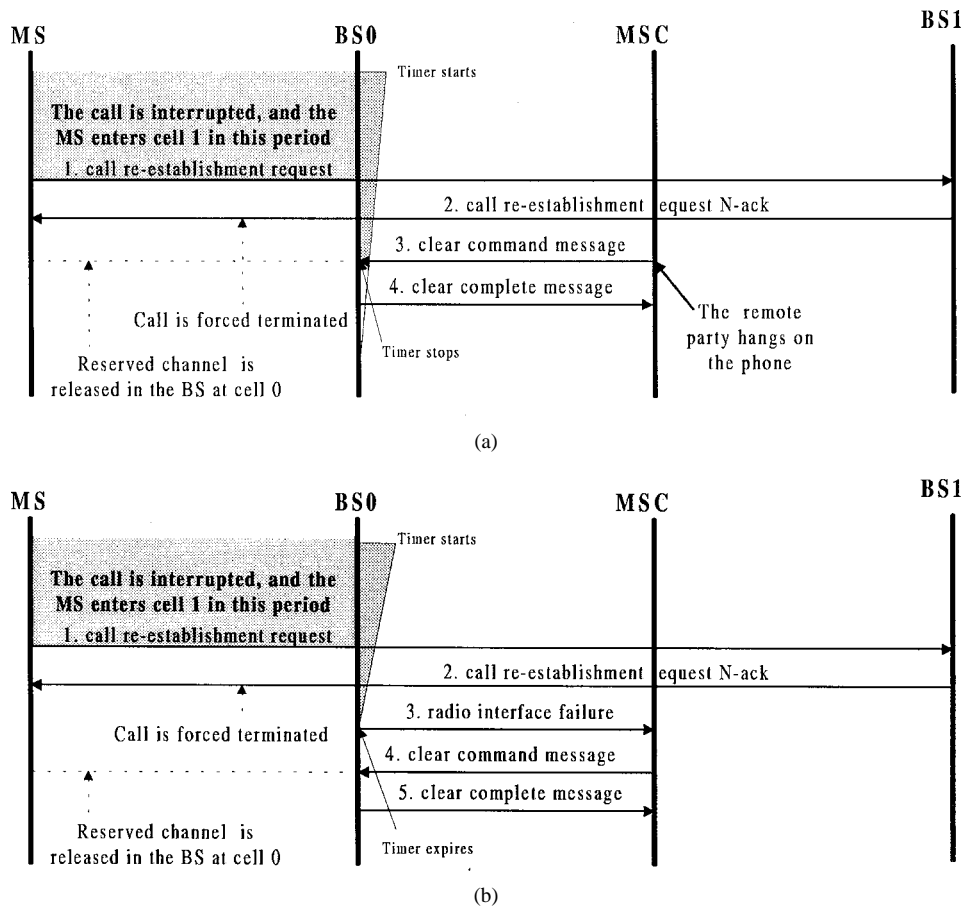 MS
BS0
MSC
BS1
Timer starts
The call is interrupted, and the
MS enters cell 1 in this period
1. call re-establishment request
2. call re-establishment equest N-ack
3. clear command message
4. clear complete message
Call is forced terminated
Timer stops
The remote
party hangs on
the phone
Reserved channel is
released in the BS at cell 0
(a)
MS
BS0
MSC
BS1
Timer starts
The call is interrupted, and the
MS enters cell 1 in this period
1. call re-establishment request
2. call re-establishment equest N-ack
3. radio interface failure
Call is forced terminated
4. clear command message
5. clear complete message
Reserved channel is
released in the BS at cell 0
Timer expires
(b)